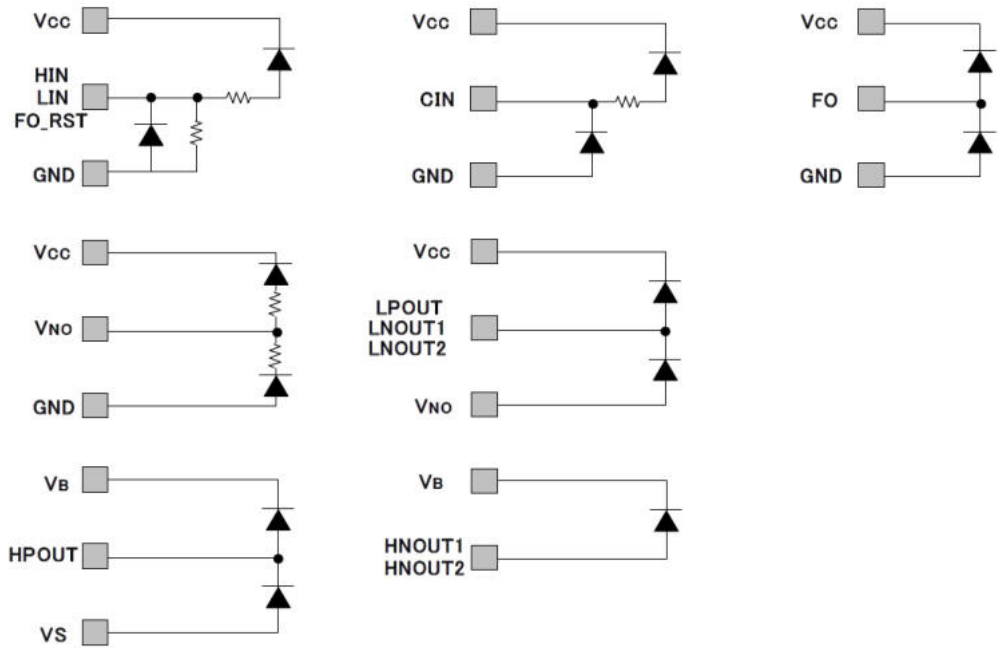 VCC
HIN
LIN
FO_RST
GND
VCC
CIN
GND
VCC
FO
GND
VCC
VNO
GND
VCC
LPOUT
LNOUT1
LNOUT2
VNO
VB
HPOUT
VS
VB
HNOUT1
HNOUT2